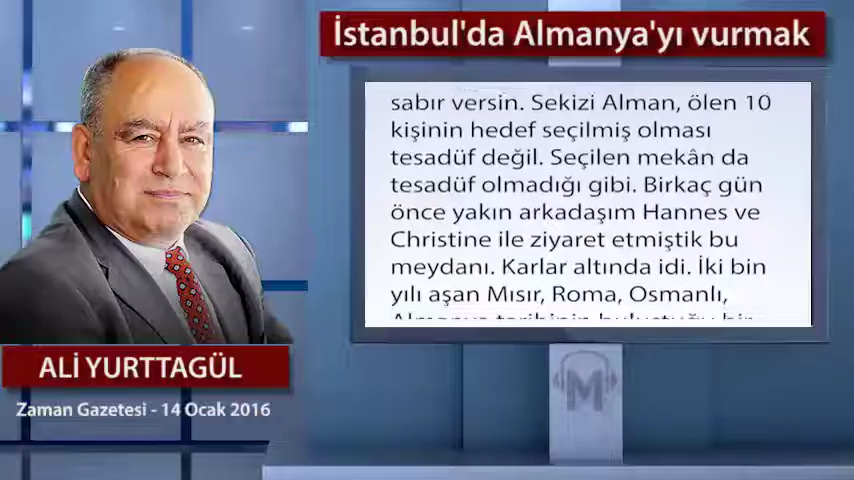 İstanbul'da Almanya'yı vurmak
sabır versin. Sekizi Alman, ölen 10
kişinin hedef seçilmiş olması
tesadüf değil. Seçilen mekân da
tesadüf olmadığı gibi. Birkaç gün
önce yakın arkadaşım Hannes ve
Christine ile ziyaret etmiştik bu
meydanı. Karlar altında idi. İki bin
yılı aşan Mısır, Roma, Osmanlı,
ALİ YURTTAGÜL
Zaman Gazetesi - 14 Ocak 2016
M